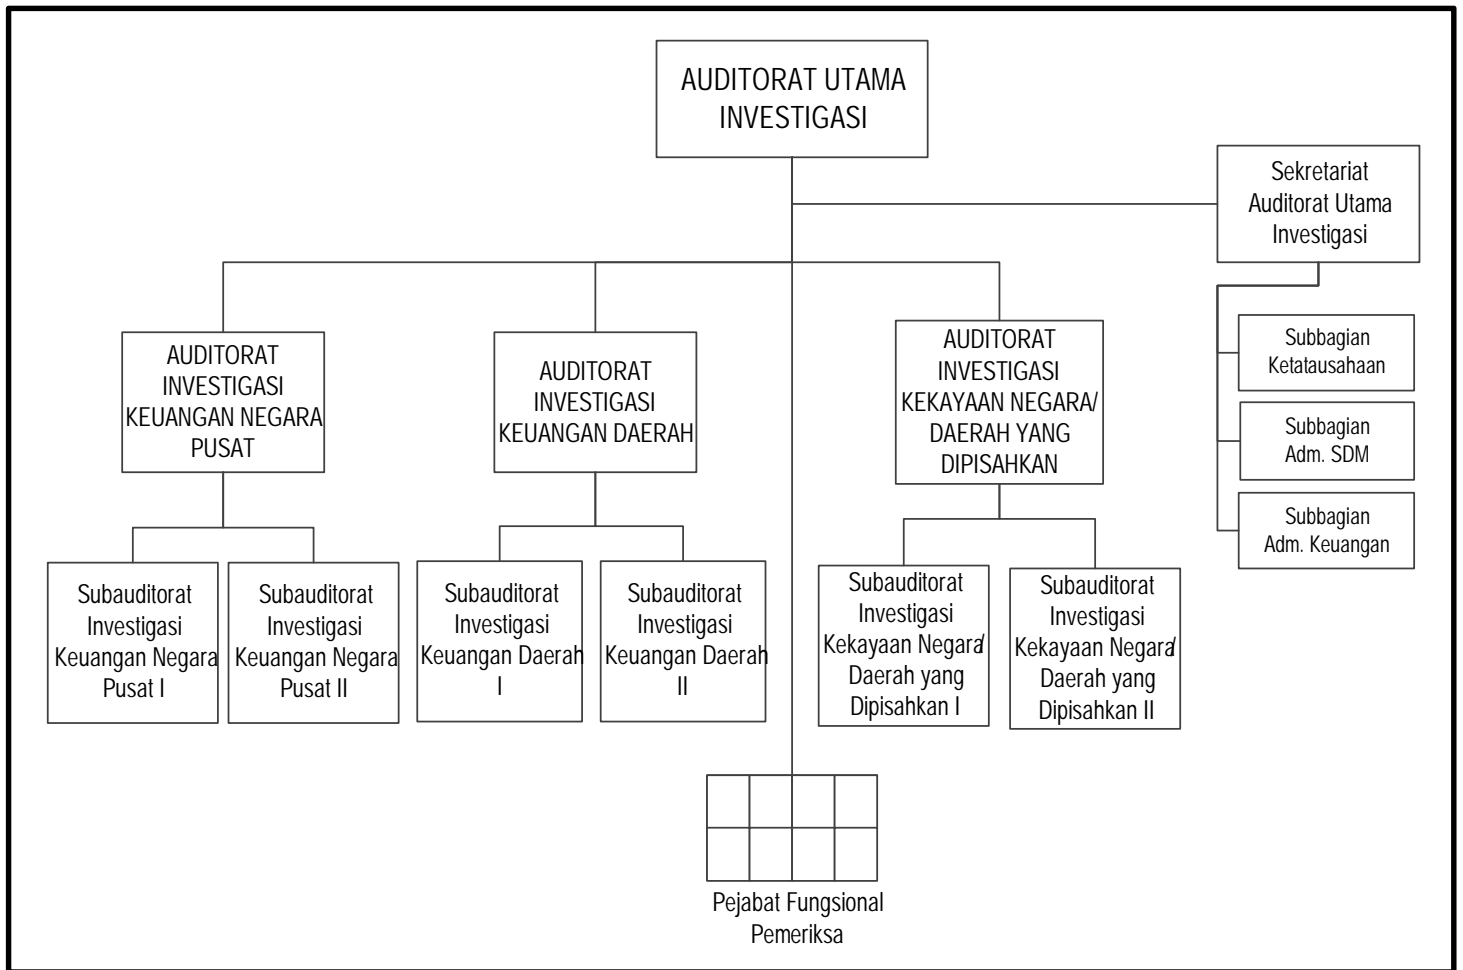 AUDITORAT UTAMA
INVESTIGASI
Sekretariat
Auditorat Utama
Investigasi
AUDITORAT
INVESTIGASI
KEUANGAN NEGARA
PUSAT
AUDITORAT
INVESTIGASI
KEUANGAN DAERAH
AUDITORAT
INVESTIGASI
KEKAYAAN NEGARA/
DAERAH YANG
DIPISAHKAN
Subbagian
Ketatausahaan
Subbagian
Adm. SDM
Subbagian
Adm. Keuangan
Subauditorat
Investigasi
Keuangan Negara
Pusat I
Subauditorat
Investigasi
Keuangan Negara
Pusat II
Subauditorat
Investigasi
Keuangan Daerah
I
Subauditorat
Investigasi
Keuangan Daerah
II
Subauditorat
Investigasi
Kekayaan Negara/
Daerah yang
Dipisahkan I
Subauditorat
Investigasi
Kekayaan Negara/
Daerah yang
Dipisahkan II
Pejabat Fungsional
Pemeriksa